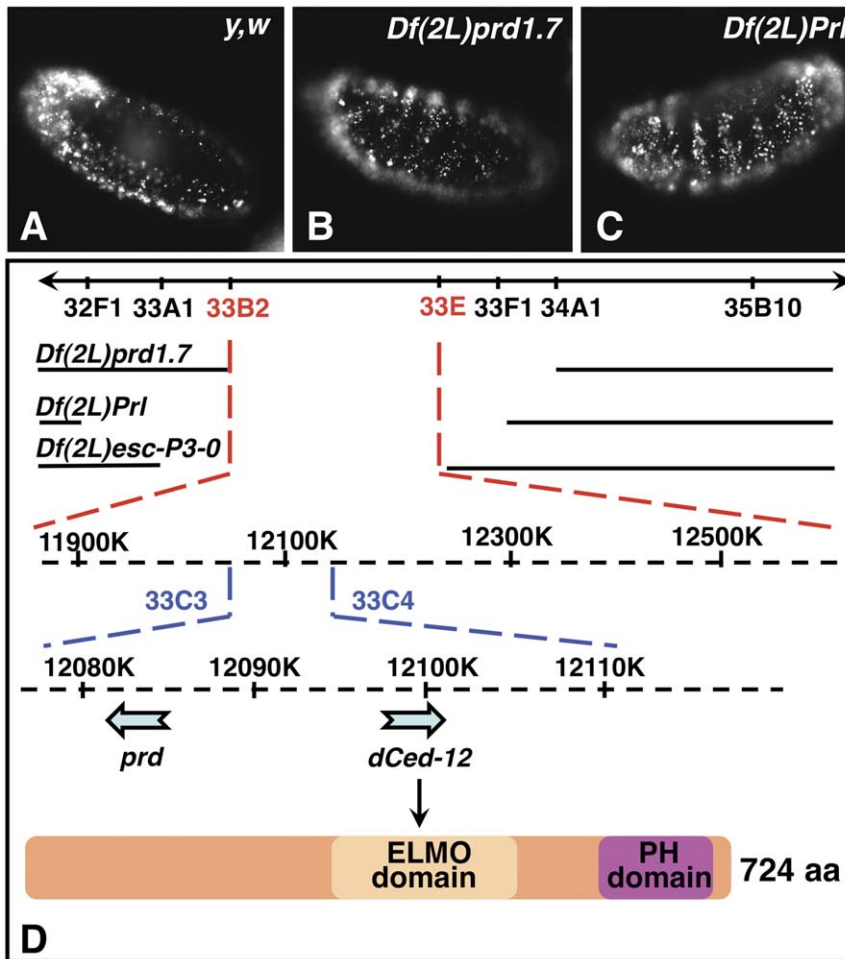 y,w
Df(2L)prd1.7
Df(2L)Prl
A
B
C
32F1 33A1 33B2 33E 33F1 34A1 35B10
Df(2L)prd1.7
Df(2L)Prl
Df(2L)esc-P3-0
11900K 12100K 12300K 12500K
33C3 33C4
12080K 12090K 12100K 12110K
prd dCed-12
ELMO
domain
PH
domain
724 aa
D